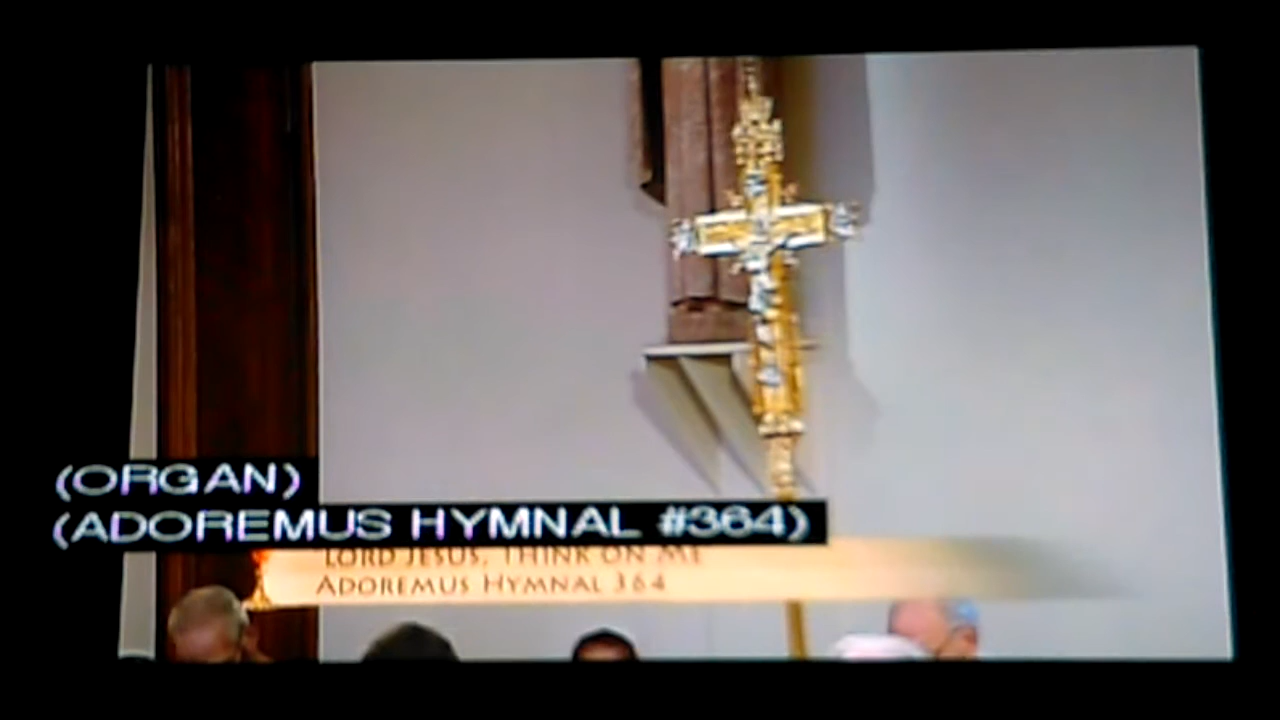 (ORGAN)
(ADOREMUS HYMNAL #364)
LORD JESUS, THINK ON ME
ADOREMUS HYMNAL 364